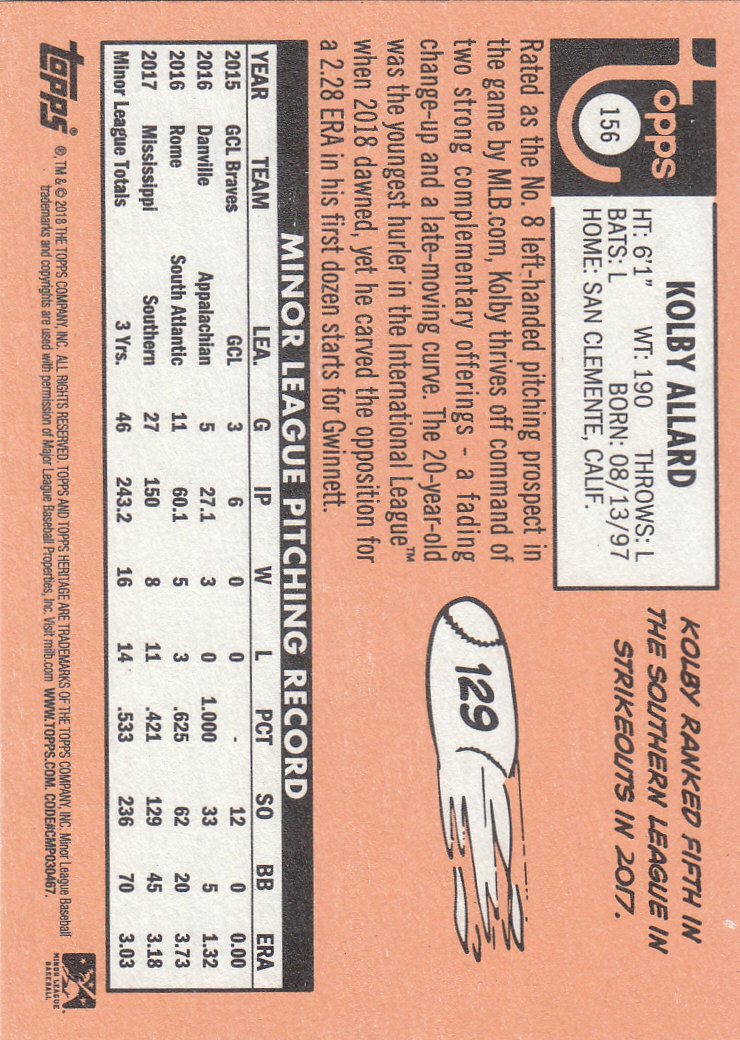 topps
156
KOLBY ALLARD
HT: 6'1" WT: 190 THROWS: L
BATS: L BORN: 08/13/97
HOME: SAN CLEMENTE, CALIF.
KOLBY RANKED FIFTH IN
THE SOUTHERN LEAGUE IN
STRIKEOUTS IN 2017.
129
Rated as the No. 8 left-handed pitching prospect in
the game by MLB.com, Kolby thrives off command of
two strong complementary offerings - a fading
change-up and a late-moving curve. The 20-year-old
was the youngest hurler in the International League™
when 2018 dawned, yet he carved the opposition for
a 2.28 ERA in his first dozen starts for Gwinnett.
MINOR LEAGUE PITCHING RECORD
YEAR TEAM LEA. G IP W L PCT SO BB ERA
2015 GCL Braves GCL 3 6 0 0 - 12 0 0.00
2016 Danville Appalachian 5 27.1 3 0 1.000 33 5 1.32
2016 Rome South Atlantic 11 60.1 5 3 .625 62 20 3.73
2017 Mississippi Southern 27 150 8 11 .421 129 45 3.18
Minor League Totals 3 Yrs. 46 243.2 16 14 .533 236 70 3.03
topps® ®, TM & © 2018 THE TOPPS COMPANY, INC. ALL RIGHTS RESERVED. TOPPS AND TOPPS HERITAGE ARE TRADEMARKS OF THE TOPPS COMPANY, INC. Minor League Baseball
trademarks and copyrights are used with permission of Major League Baseball Properties, Inc. Visit milb.com WWW.TOPPS.COM. CODE#CMP030467.
MINOR LEAGUE
BASEBALL